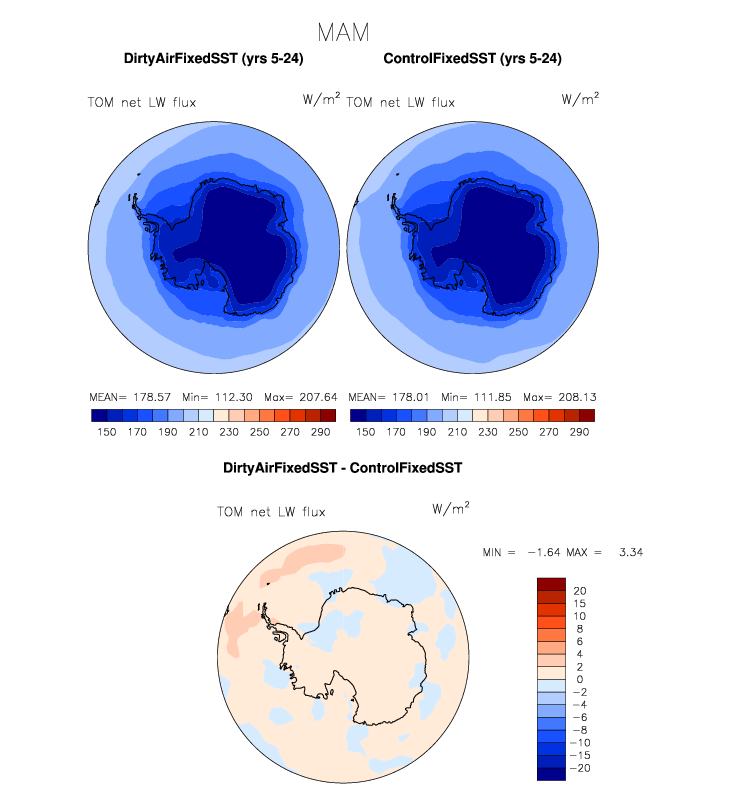 MAM
DirtyAirFixedSST (yrs 5-24) ControlFixedSST (yrs 5-24)
TOM net LW flux W/m² TOM net LW flux W/m²
MEAN= 178.57 Min= 112.30 Max= 207.64 MEAN= 178.01 Min= 111.85 Max= 208.13
150 170 190 210 230 250 270 290 150 170 190 210 230 250 270 290
DirtyAirFixedSST - ControlFixedSST
TOM net LW flux W/m²
MIN = -1.64 MAX = 3.34
20
15
10
8
6
4
2
0
-2
-4
-6
-8
-10
-15
-20